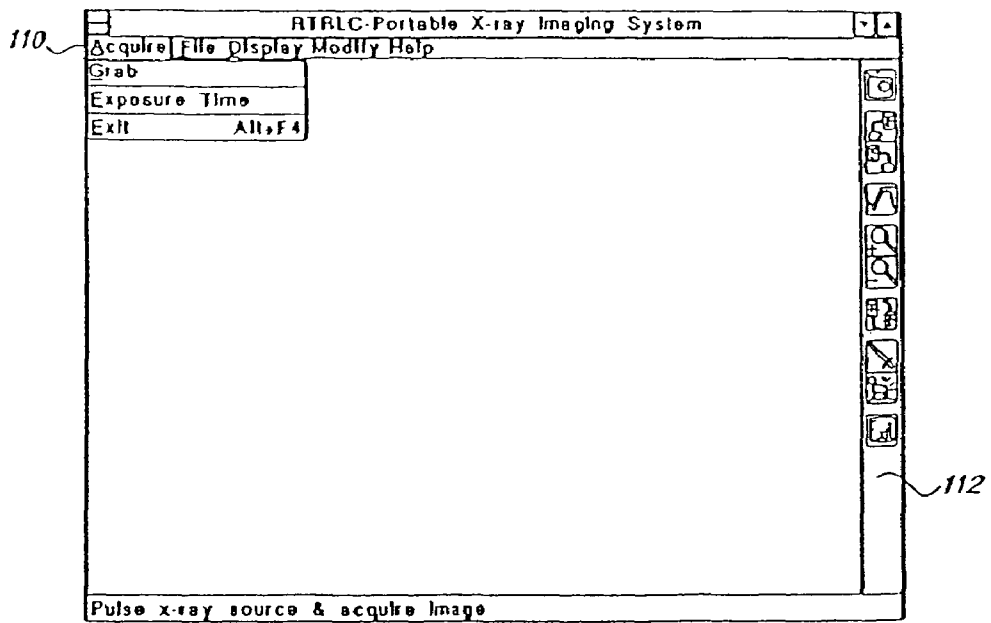 RTRLC-Portable X-ray Imaging System
110
Acquire File Display Modify Help
Grab
Exposure Time
Exit Alt+F4
112
Pulse x-ray source & acquire Image